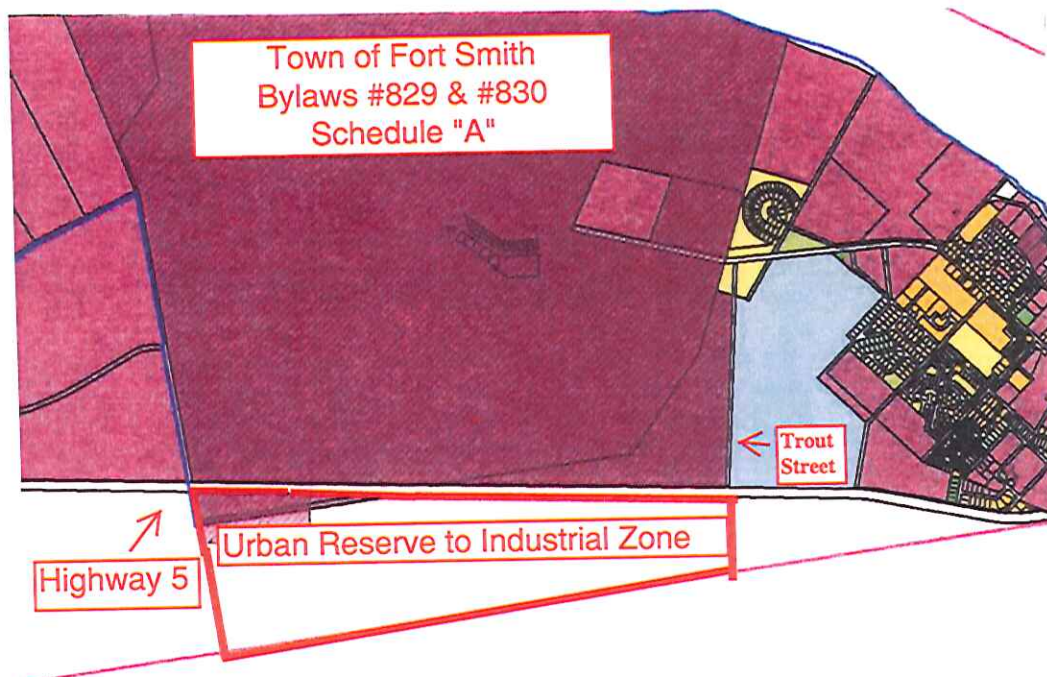 Town of Fort Smith
Bylaws #829 & #830
Schedule "A"
Trout
Street
Urban Reserve to Industrial Zone
Highway 5